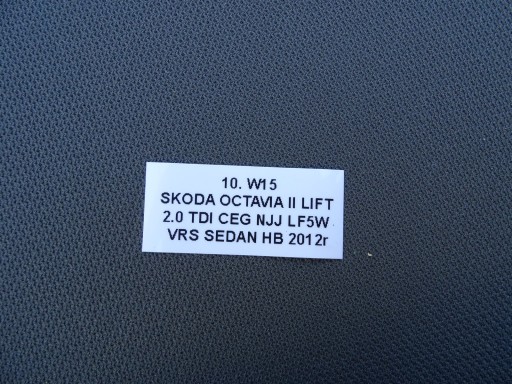 10. W15
SKODA OCTAVIA II LIFT
2.0 TDI CEG NJJ LF5W
VRS SEDAN HB 2012r